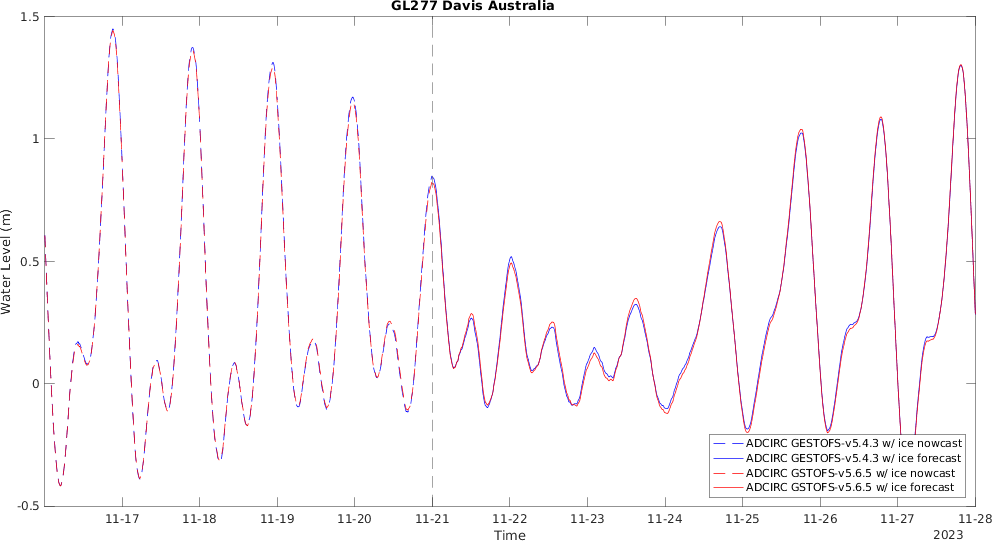 GL277 Davis Australia
Water Level (m)
1.5
1
0.5
0
-0.5
ADCIRC GESTOFS-v5.4.3 w/ ice nowcast
ADCIRC GESTOFS-v5.4.3 w/ ice forecast
ADCIRC GSTOFS-v5.6.5 w/ ice nowcast
ADCIRC GSTOFS-v5.6.5 w/ ice forecast
11-17 11-18 11-19 11-20 11-21 11-22 11-23 11-24 11-25 11-26 11-27 11-28
Time
2023